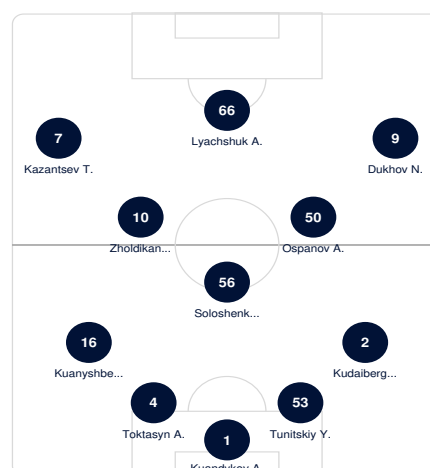 66
Lyachshuk A.
7
Kazantsev T.
9
Dukhov N.
10
Zholdikan...
50
Ospanov A.
56
Soloshenk...
16
Kuanyshbe...
2
Kudaiberg...
4
Toktasyn A.
53
Tunitskiy Y.
1
Kuandykov A.